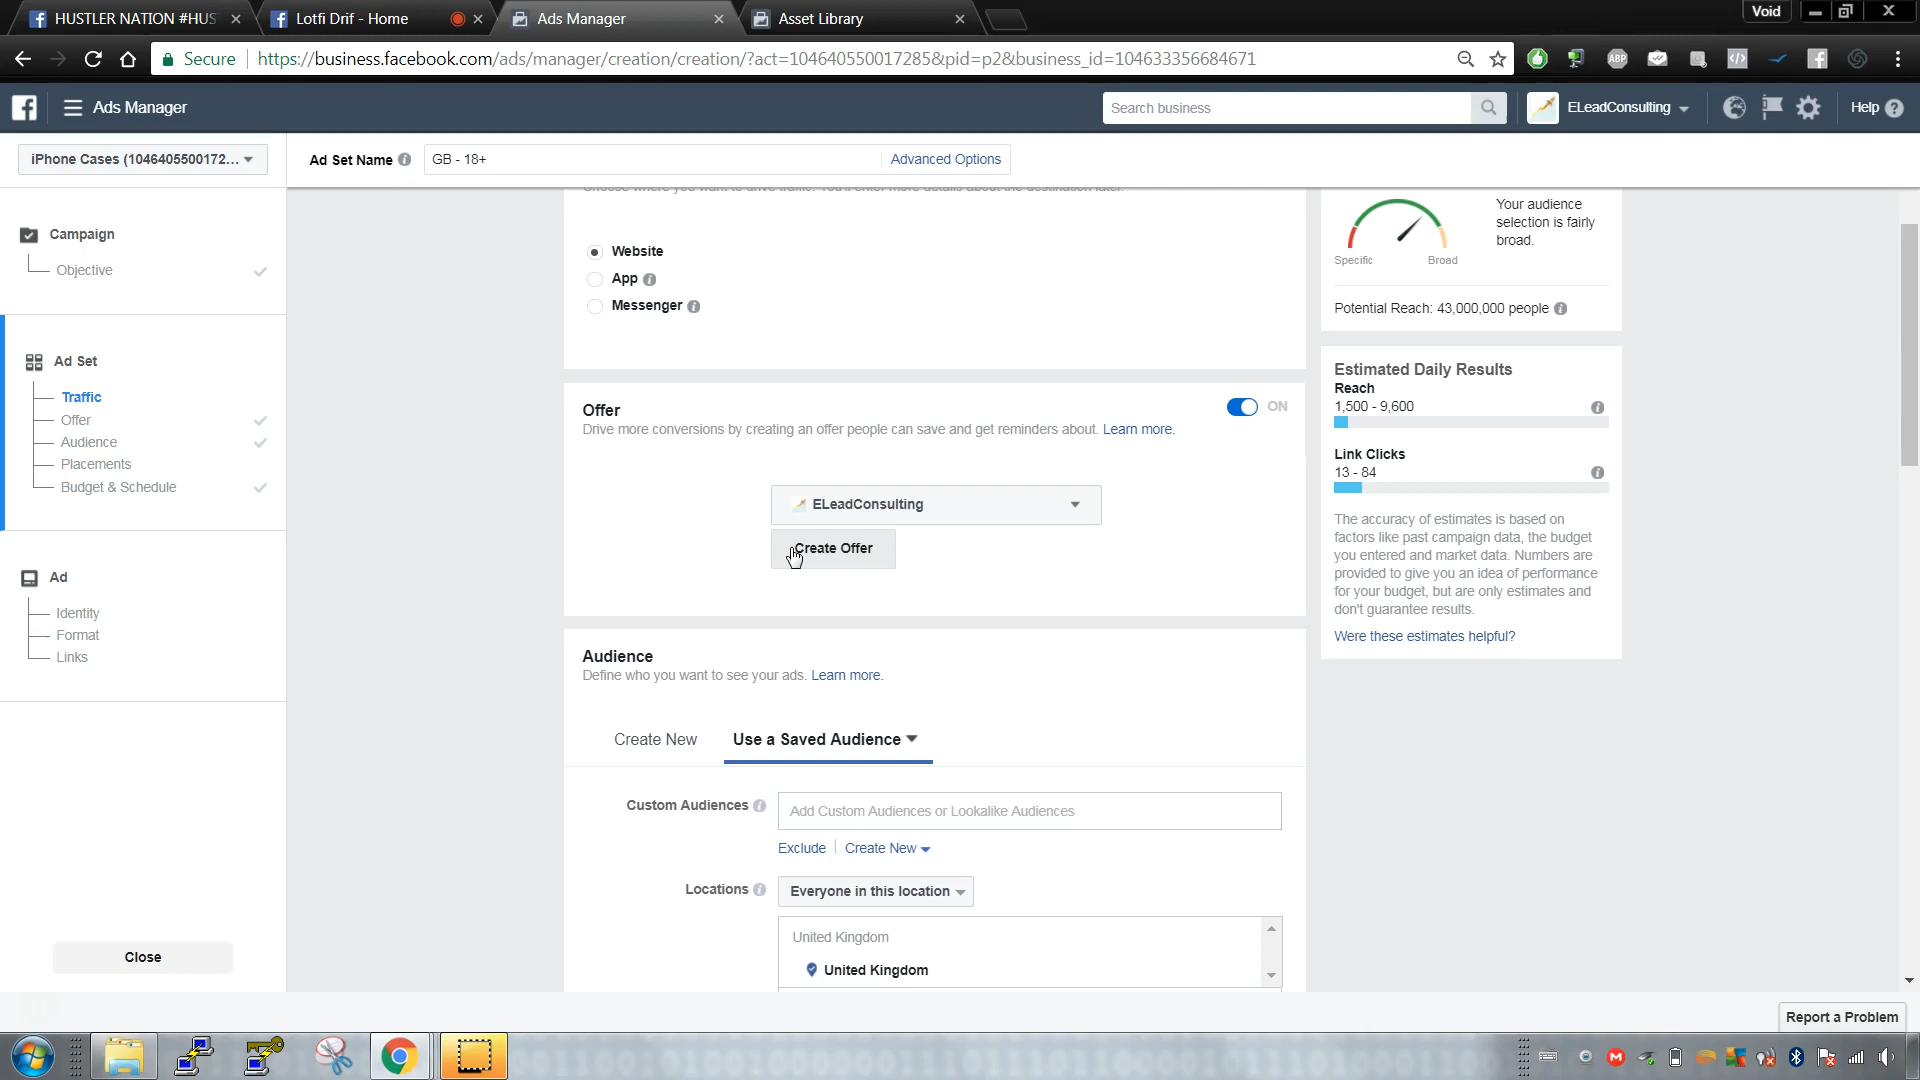 HUSTLER NATION #HUS
Lotfi Drif - Home
Ads Manager
Asset Library
Void
Secure
https://business.facebook.com/ads/manager/creation/creation/?act=104640550017285&pid=p2&business_id=104633356684671
ABP
Ads Manager
Search business
ELeadConsulting
Help
iPhone Cases (1046405500172...
Ad Set Name
GB - 18+
Advanced Options
Choose where you want to drive traffic. You'll enter more details about the destination later.
Campaign
Objective
Ad Set
Traffic
Offer
Audience
Placements
Budget & Schedule
Ad
Identity
Format
Links
Close
Website
App
Messenger
Offer
ON
Drive more conversions by creating an offer people can save and get reminders about. Learn more.
ELeadConsulting
Create Offer
Audience
Define who you want to see your ads. Learn more.
Create New
Use a Saved Audience
Custom Audiences
Add Custom Audiences or Lookalike Audiences
Exclude
Create New
Locations
Everyone in this location
United Kingdom
United Kingdom
Specific
Broad
Your audience
selection is fairly
broad.
Potential Reach: 43,000,000 people
Estimated Daily Results
Reach
1,500 - 9,600
Link Clicks
13 - 84
The accuracy of estimates is based on
factors like past campaign data, the budget
you entered and market data. Numbers are
provided to give you an idea of performance
for your budget, but are only estimates and
don't guarantee results.
Were these estimates helpful?
Report a Problem